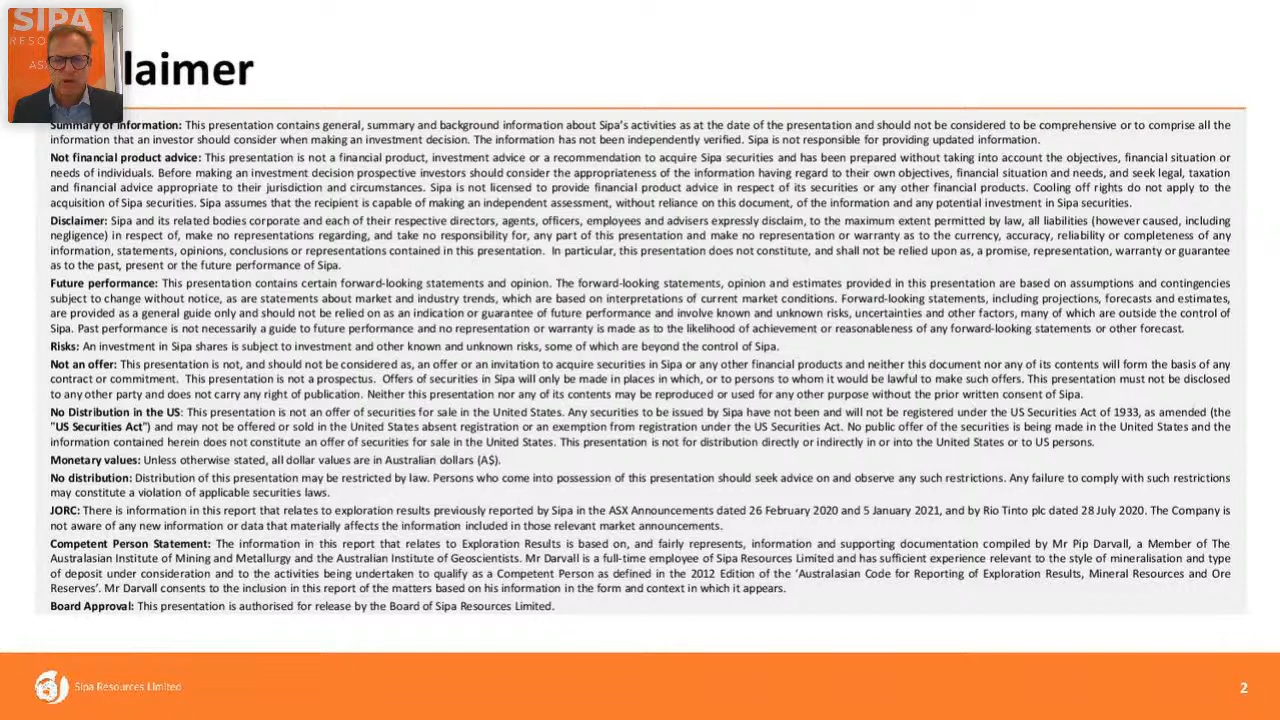 SIPA
RESO
AS
laimer
Summary of Information: This presentation contains general, summary and background information about Sipa's activities as at the date of the presentation and should not be considered to be comprehensive or to comprise all the
information that an investor should consider when making an investment decision. The information has not been independently verified. Sipa is not responsible for providing updated information.
Not financial product advice: This presentation is not a financial product, investment advice or a recommendation to acquire Sipa securities and has been prepared without taking into account the objectives, financial situation or
needs of individuals. Before making an investment decision prospective investors should consider the appropriateness of the information having regard to their own objectives, financial situation and needs, and seek legal, taxation
and financial advice appropriate to their jurisdiction and circumstances. Sipa is not licensed to provide financial product advice in respect of its securities or any other financial products. Cooling off rights do not apply to the
acquisition of Sipa securities. Sipa assumes that the recipient is capable of making an independent assessment, without reliance on this document, of the information and any potential investment in Sipa securities.
Disclaimer: Sipa and its related bodies corporate and each of their respective directors, agents, officers, employees and advisers expressly disclaim, to the maximum extent permitted by law, all liabilities (however caused, including
negligence) in respect of, make no representations regarding, and take no responsibility for, any part of this presentation and make no representation or warranty as to the currency, accuracy, reliability or completeness of any
information, statements, opinions, conclusions or representations contained in this presentation. In particular, this presentation does not constitute, and shall not be relied upon as, a promise, representation, warranty or guarantee
as to the past, present or the future performance of Sipa.
Future performance: This presentation contains certain forward-looking statements and opinion. The forward-looking statements, opinion and estimates provided in this presentation are based on assumptions and contingencies
subject to change without notice, as are statements about market and industry trends, which are based on interpretations of current market conditions. Forward-looking statements, including projections, forecasts and estimates,
are provided as a general guide only and should not be relied on as an indication or guarantee of future performance and involve known and unknown risks, uncertainties and other factors, many of which are outside the control of
Sipa. Past performance is not necessarily a guide to future performance and no representation or warranty is made as to the likelihood of achievement or reasonableness of any forward-looking statements or other forecast.
Risks: An investment in Sipa shares is subject to investment and other known and unknown risks, some of which are beyond the control of Sipa.
Not an offer: This presentation is not, and should not be considered as, an offer or an invitation to acquire securities in Sipa or any other financial products and neither this document nor any of its contents will form the basis of any
contract or commitment. This presentation is not a prospectus. Offers of securities in Sipa will only be made in places in which, or to persons to whom it would be lawful to make such offers. This presentation must not be disclosed
to any other party and does not carry any right of publication. Neither this presentation nor any of its contents may be reproduced or used for any other purpose without the prior written consent of Sipa.
No Distribution in the US: This presentation is not an offer of securities for sale in the United States. Any securities to be issued by Sipa have not been and will not be registered under the US Securities Act of 1933, as amended (the
"US Securities Act") and may not be offered or sold in the United States absent registration or an exemption from registration under the US Securities Act. No public offer of the securities is being made in the United States and the
information contained herein does not constitute an offer of securities for sale in the United States. This presentation is not for distribution directly or indirectly in or into the United States or to US persons.
Monetary values: Unless otherwise stated, all dollar values are in Australian dollars (A$).
No distribution: Distribution of this presentation may be restricted by law. Persons who come into possession of this presentation should seek advice on and observe any such restrictions. Any failure to comply with such restrictions
may constitute a violation of applicable securities laws.
JORC: There is information in this report that relates to exploration results previously reported by Sipa in the ASX Announcements dated 26 February 2020 and 5 January 2021, and by Rio Tinto plc dated 28 July 2020. The Company is
not aware of any new information or data that materially affects the information included in those relevant market announcements.
Competent Person Statement: The information in this report that relates to Exploration Results is based on, and fairly represents, information and supporting documentation compiled by Mr Pip Darvall, a Member of The
Australasian Institute of Mining and Metallurgy and the Australian Institute of Geoscientists. Mr Darvall is a full-time employee of Sipa Resources Limited and has sufficient experience relevant to the style of mineralisation and type
of deposit under consideration and to the activities being undertaken to qualify as a Competent Person as defined in the 2012 Edition of the 'Australasian Code for Reporting of Exploration Results, Mineral Resources and Ore
Reserves'. Mr Darvall consents to the inclusion in this report of the matters based on his information in the form and context in which it appears.
Board Approval: This presentation is authorised for release by the Board of Sipa Resources Limited.
Sipa Resources Limited
2